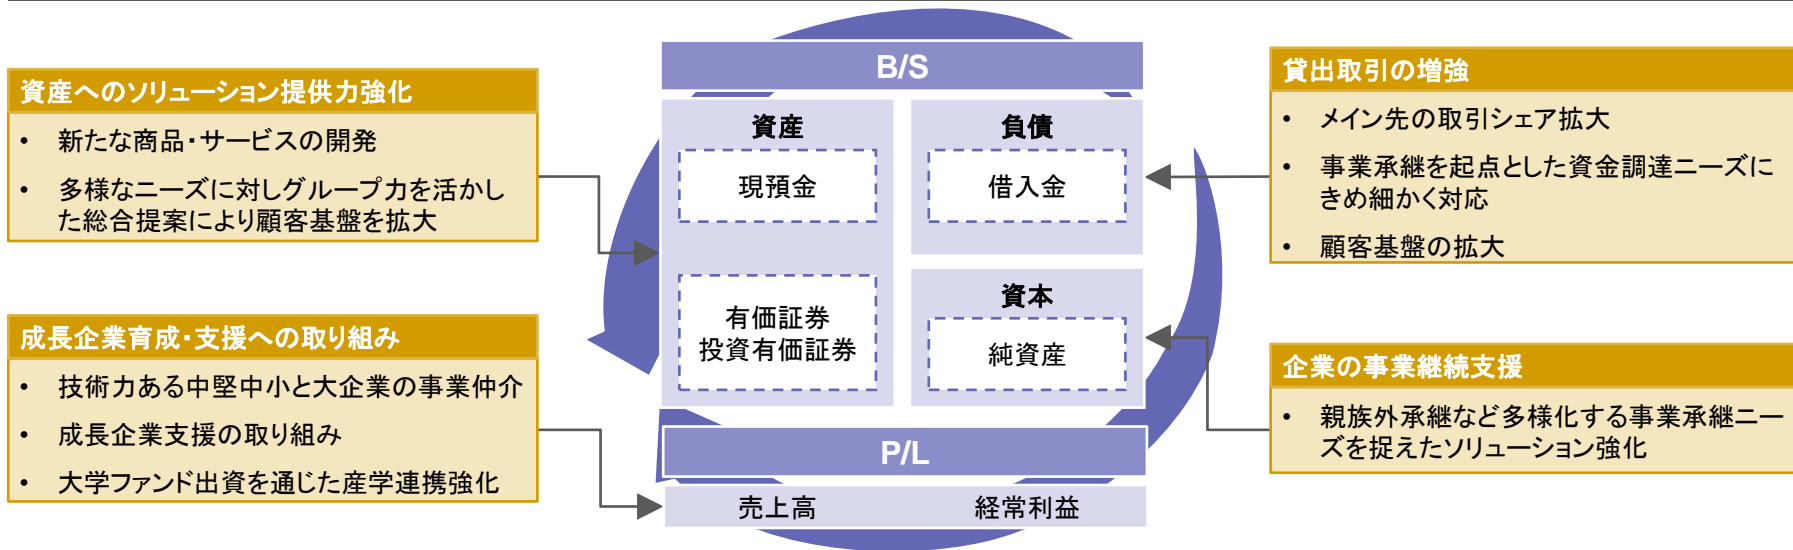 資産へのソリューション提供力強化
• 新たな商品・サービスの開発
• 多様なニーズに対しグループ力を活かし
た総合提案により顧客基盤を拡大
成長企業育成・支援への取り組み
• 技術力ある中堅中小と大企業の事業仲介
• 成長企業支援の取り組み
• 大学ファンド出資を通じた産学連携強化
B/S
資産
現預金
有価証券
投資有価証券
負債
借入金
資本
純資産
P/L
売上高 経常利益
貸出取引の増強
• メイン先の取引シェア拡大
• 事業承継を起点とした資金調達ニーズに
きめ細かく対応
• 顧客基盤の拡大
企業の事業継続支援
• 親族外承継など多様化する事業承継ニー
ズを捉えたソリューション強化